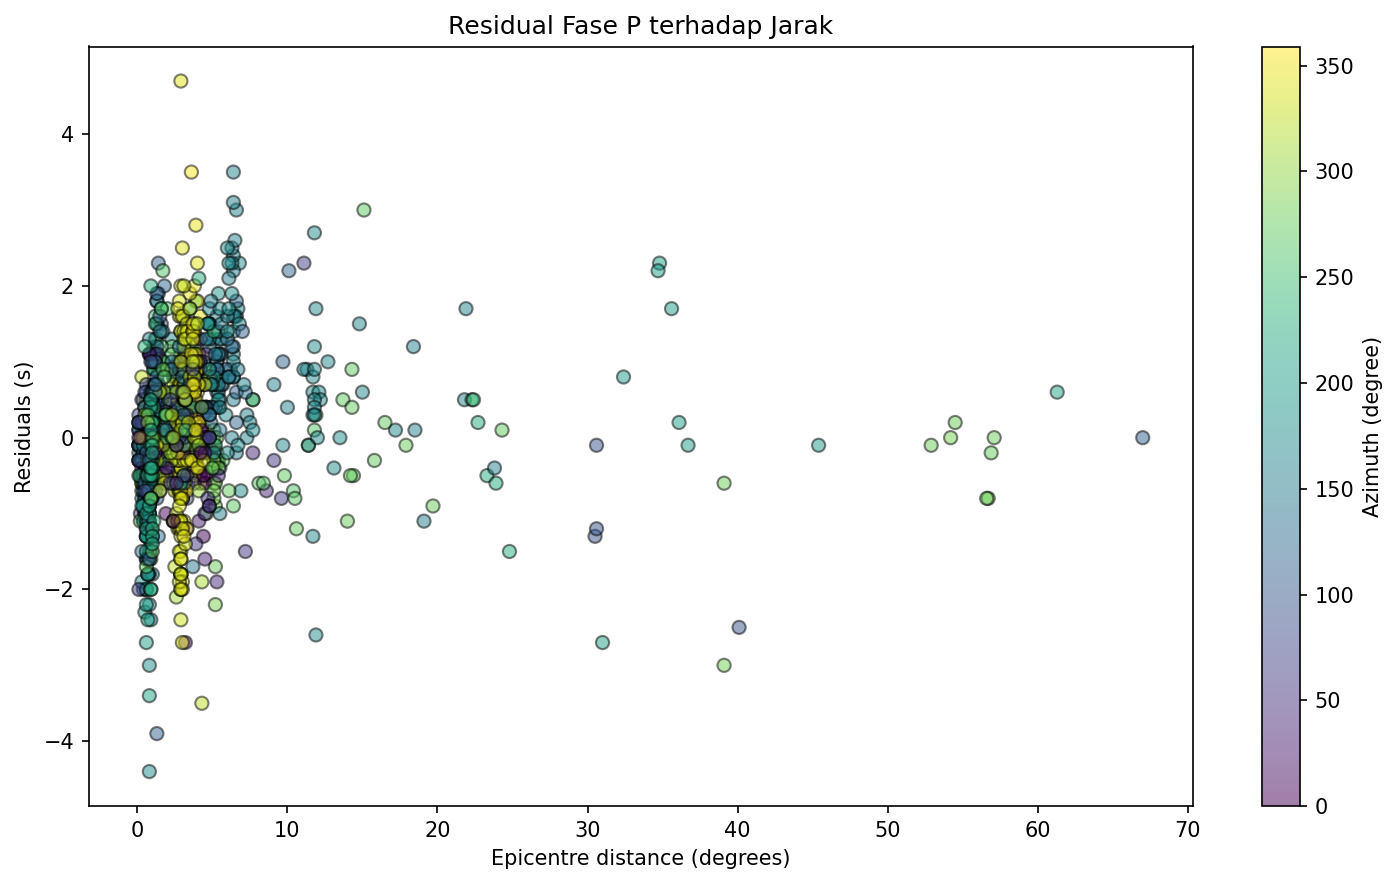 Residual Fase P terhadap Jarak
Residuals (s)
4
2
0
−2
−4
0 10 20 30 40 50 60 70
Epicentre distance (degrees)
350
300
250
200
150
100
50
0
Azimuth (degree)